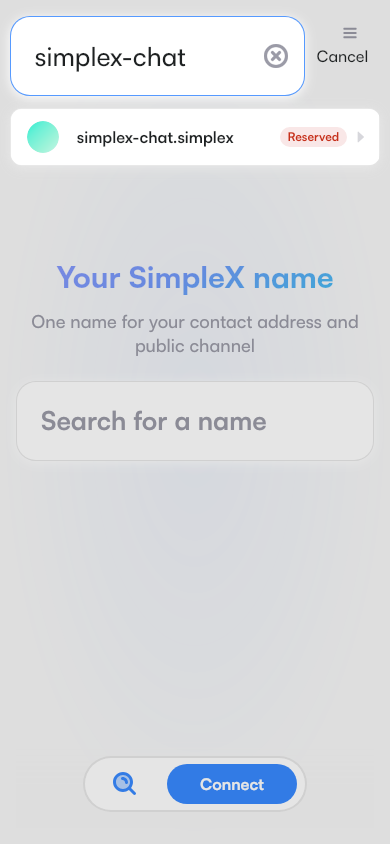 simplex-chat
Cancel
simplex-chat.simplex
Reserved
Your SimpleX name
One name for your contact address and
public channel
Search for a name
Connect